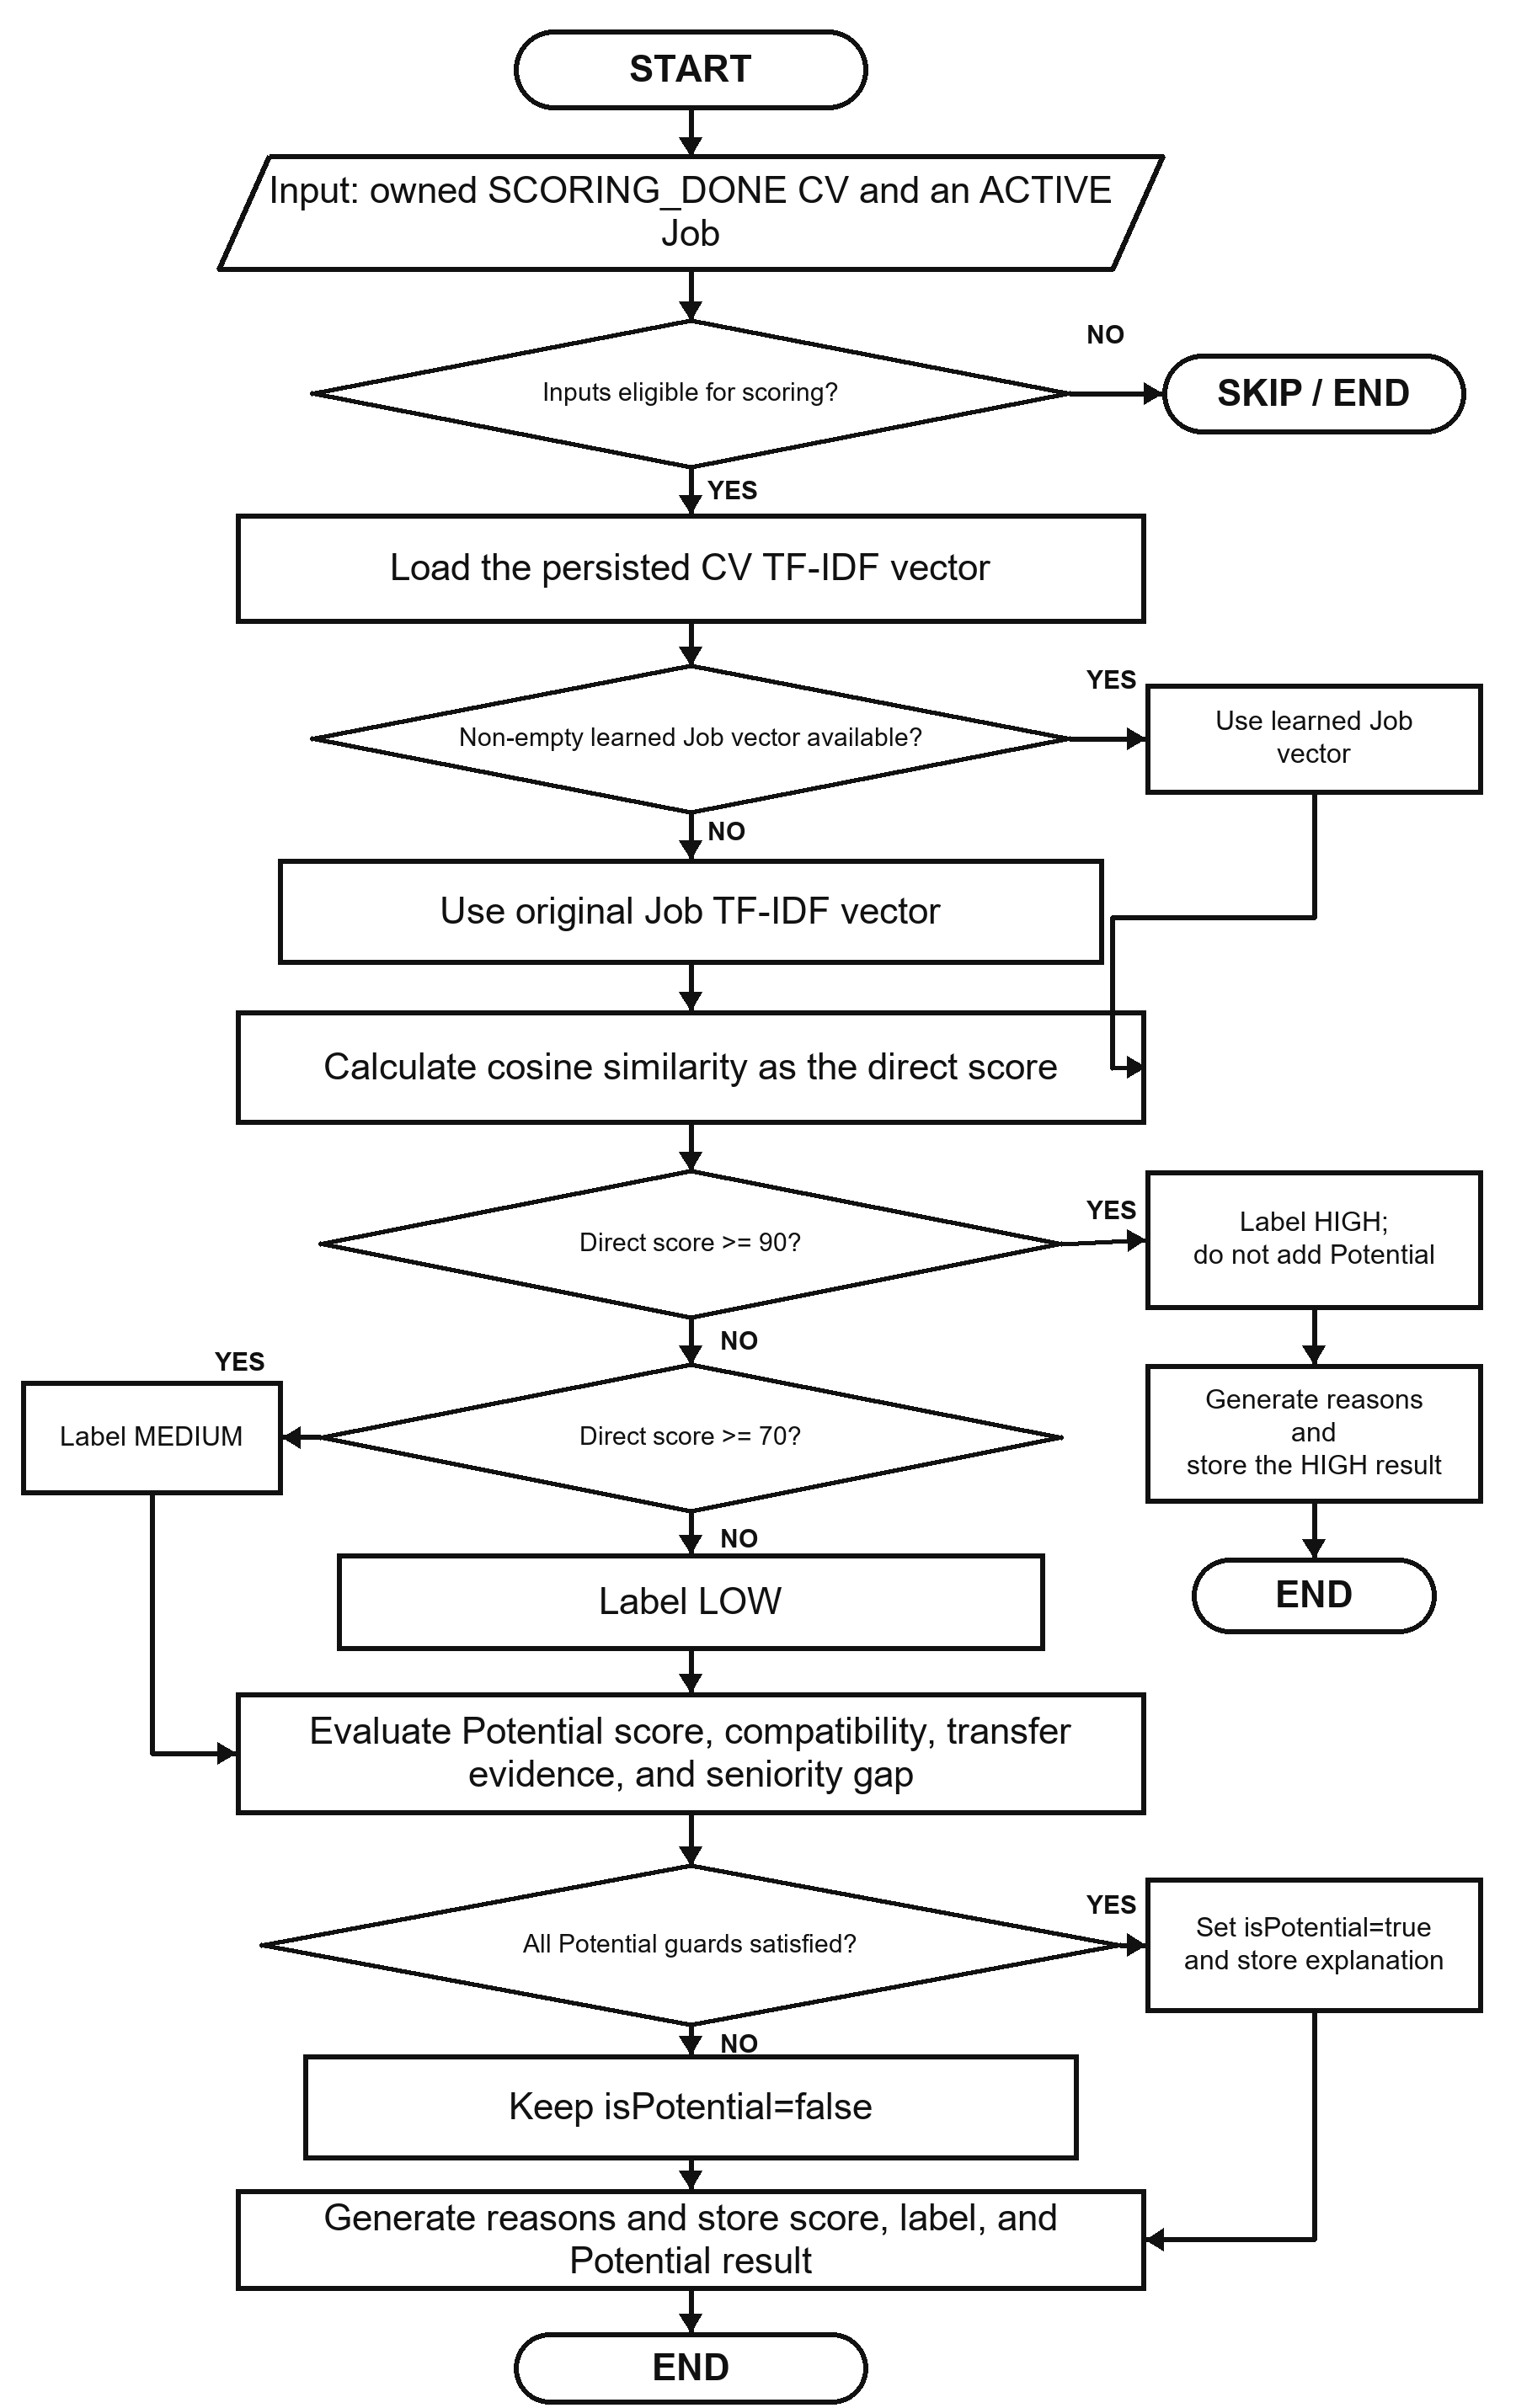 START
Input: owned SCORING_DONE CV and an ACTIVE
Job
Inputs eligible for scoring?
NO
SKIP / END
YES
Load the persisted CV TF-IDF vector
Non-empty learned Job vector available?
YES
Use learned Job
vector
NO
Use original Job TF-IDF vector
Calculate cosine similarity as the direct score
Direct score >= 90?
YES
Label HIGH;
do not add Potential
Generate reasons
and
store the HIGH result
END
NO
Direct score >= 70?
YES
Label MEDIUM
NO
Label LOW
Evaluate Potential score, compatibility, transfer
evidence, and seniority gap
All Potential guards satisfied?
YES
Set isPotential=true
and store explanation
NO
Keep isPotential=false
Generate reasons and store score, label, and
Potential result
END